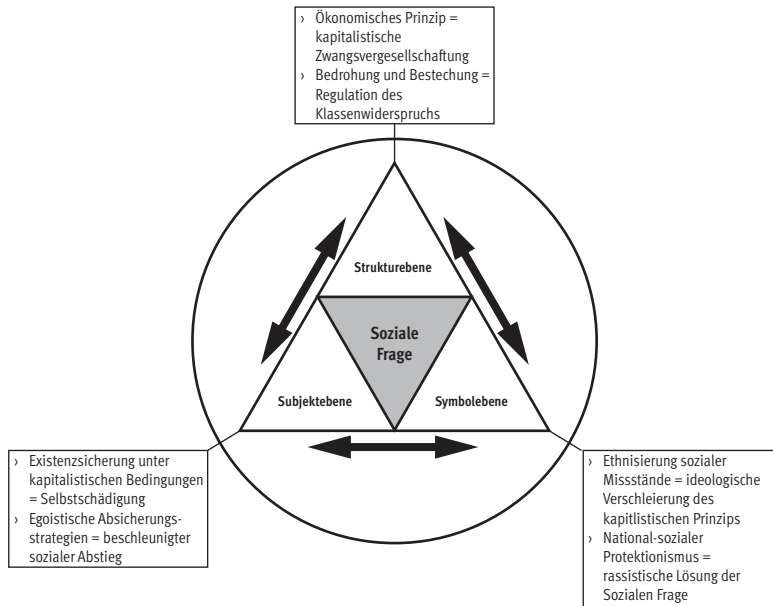 › Ökonomisches Prinzip =
kapitalistische
Zwangsvergesellschaftung
› Bedrohung und Bestechung =
Regulation des
Klassenwiderspruchs
Strukturebene
Soziale
Frage
Subjektebene
Symbolebene
› Existenzsicherung unter
kapitalistischen Bedingungen
= Selbstschädigung
› Egoistische Absicherungs-
strategien = beschleunigter
sozialer Abstieg
› Ethnisierung sozialer
Missstände = ideologische
Verschleierung des
kapitlistischen Prinzips
› National-sozialer
Protektionismus =
rassistische Lösung der
Sozialen Frage